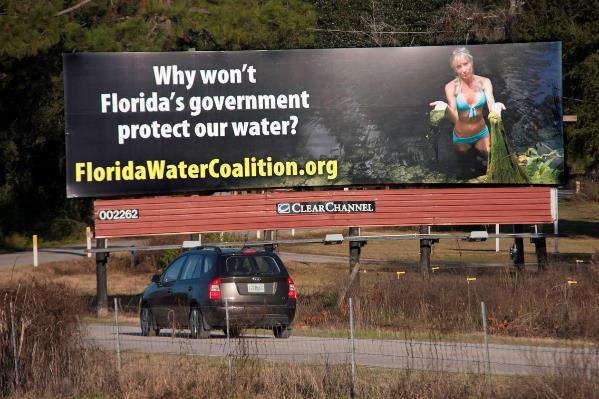 Why won't
Florida's government
protect our water?
FloridaWaterCoalition.org
002262
CLEAR CHANNEL